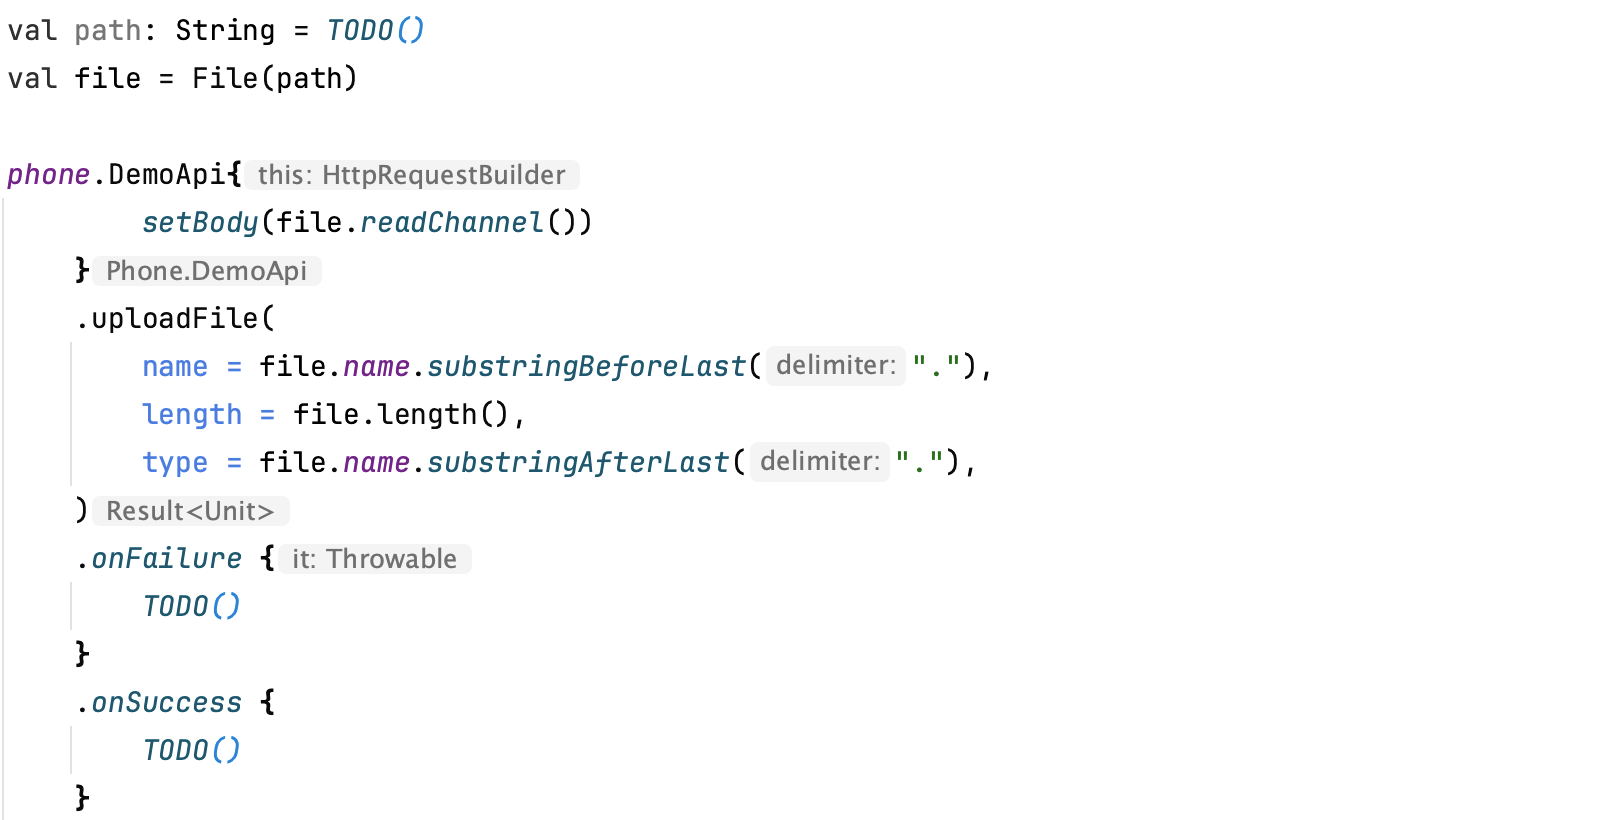 val path: String = TODO()
val file = File(path)
phone.DemoApi{ this: HttpRequestBuilder
setBody(file.readChannel())
} Phone.DemoApi
.uploadFile(
name = file.name.substringBeforeLast( delimiter: "."),
length = file.length(),
type = file.name.substringAfterLast( delimiter: "."),
) Result<Unit>
.onFailure { it: Throwable
TODO()
}
.onSuccess {
TODO()
}